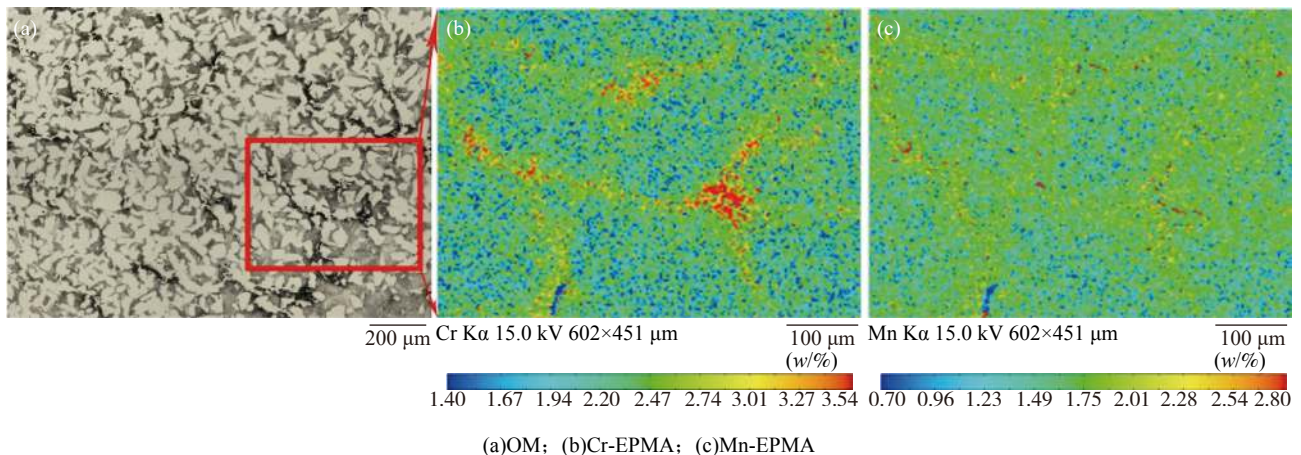 (a)
(b)
(c)
200 μm
Cr Kα 15.0 kV 602×451 μm
100 μm
(w/%)
1.40 1.67 1.94 2.20 2.47 2.74 3.01 3.27 3.54
Mn Kα 15.0 kV 602×451 μm
100 μm
(w/%)
0.70 0.96 1.23 1.49 1.75 2.01 2.28 2.54 2.80
(a)OM；(b)Cr-EPMA；(c)Mn-EPMA